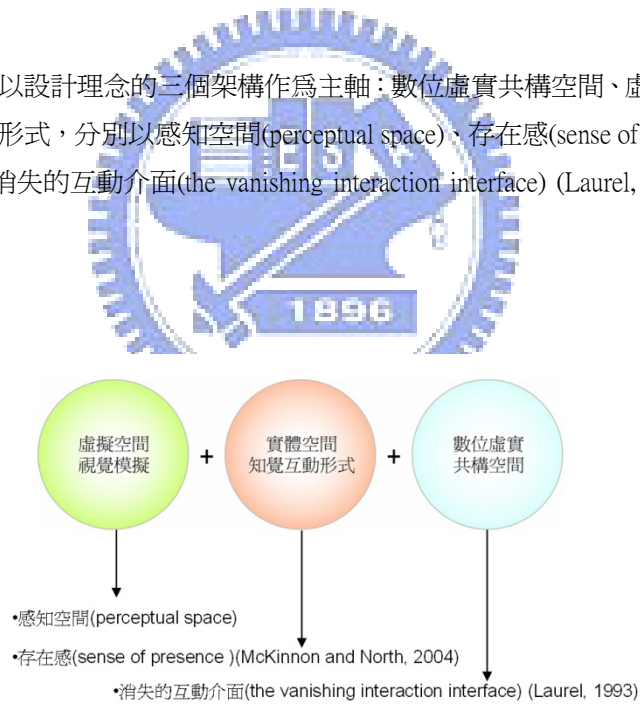 以設計理念的三個架構作為主軸：數位虛實共構空間、虛
形式，分別以感知空間(perceptual space)、存在感(sense of
消失的互動介面(the vanishing interaction interface) (Laurel,
E S
1896
虛擬空間
視覺模擬
+
實體空間
知覺互動形式
+
數位虛實
共構空間
•感知空間(perceptual space)
•存在感(sense of presence )(McKinnon and North, 2004)
•消失的互動介面(the vanishing interaction interface) (Laurel, 1993)